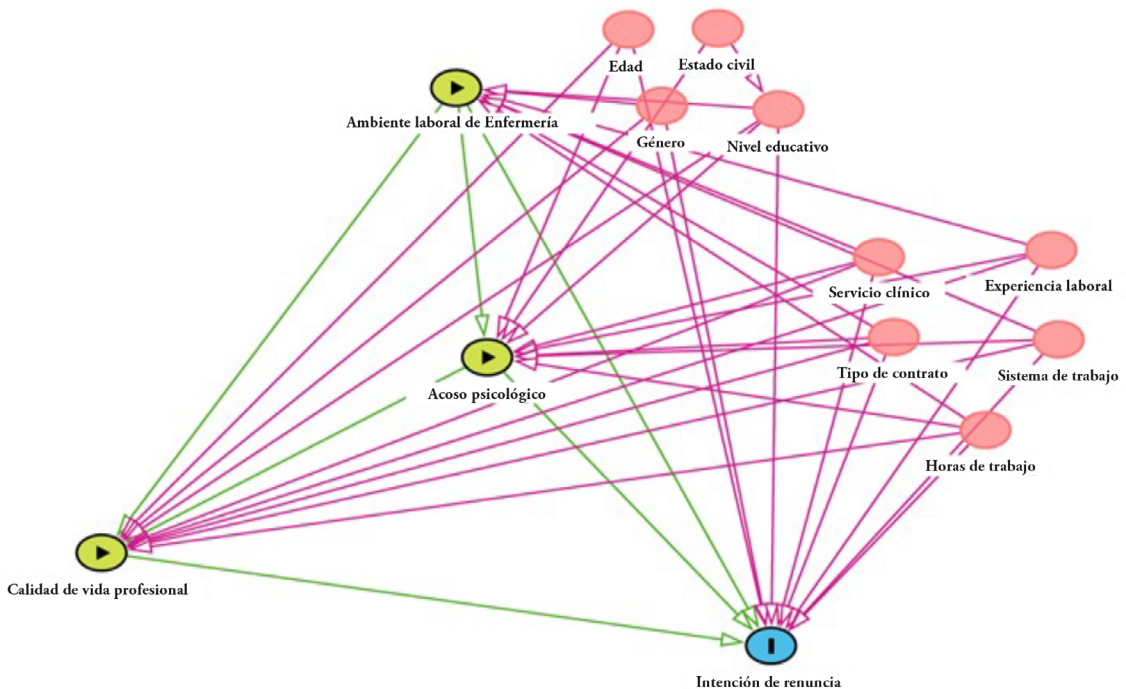 Edad
Estado civil
Ambiente laboral de Enfermería
Género
Nivel educativo
Servicio clínico
Experiencia laboral
Tipo de contrato
Sistema de trabajo
Acoso psicológico
Horas de trabajo
Calidad de vida profesional
Intención de renuncia